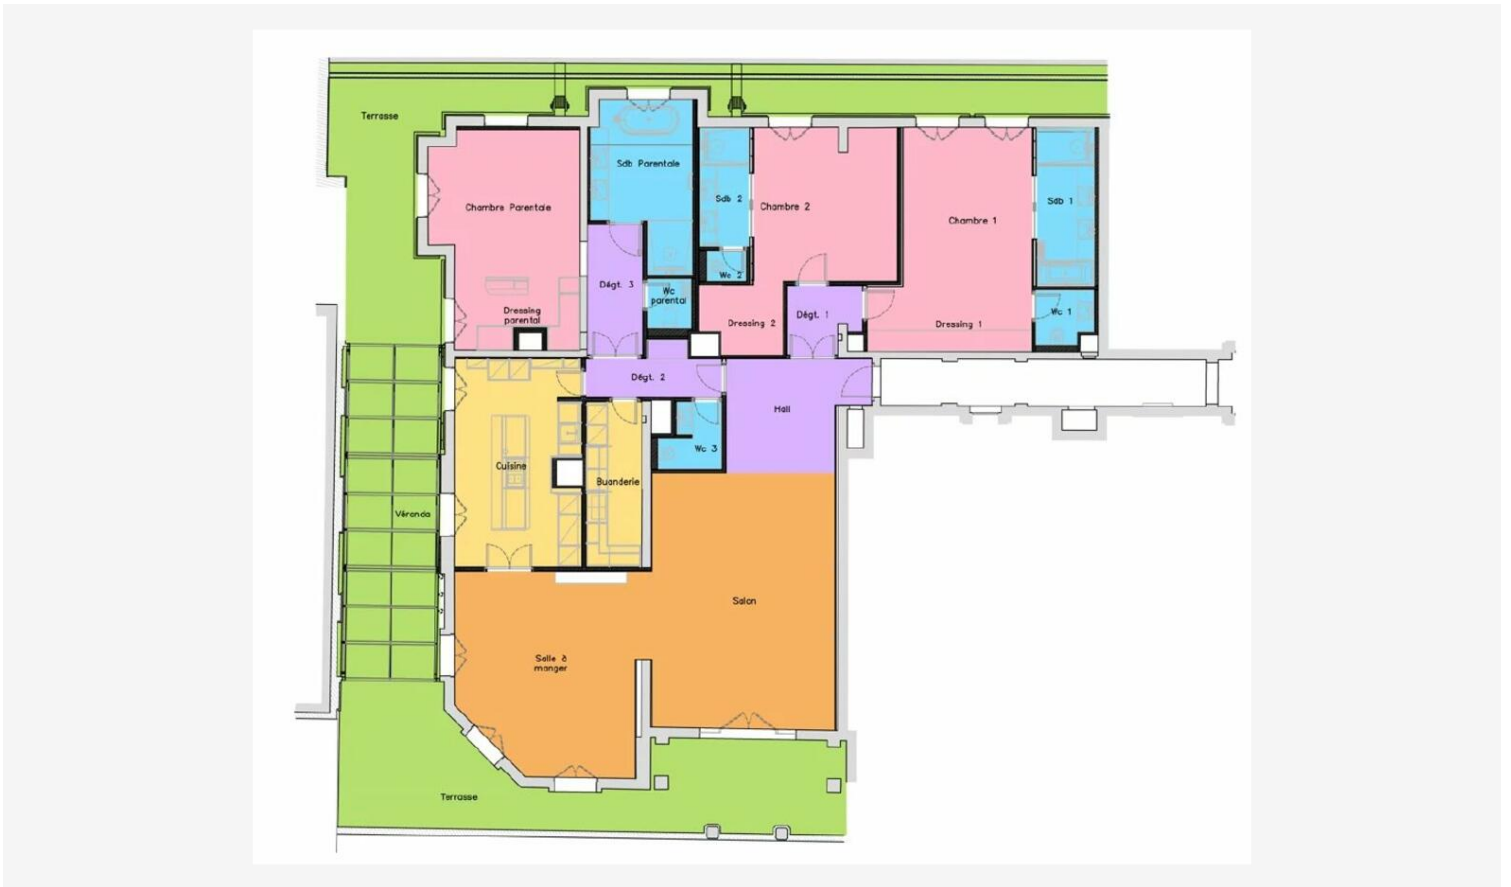 Terrasse
Sdb Parentale
Sdb 2
Chambre 2
Sdb 1
Chambre Parentale
Chambre 1
Wc 2
Dégt. 3
Wc
parental
Dressing
parental
Dressing 2
Dégt. 1
Dressing 1
Wc 1
Dégt. 2
Hall
Cuisine
Buanderie
Wc 3
Véranda
Salon
Salle à
manger
Terrasse